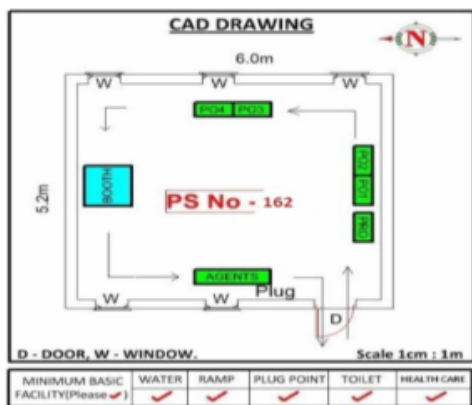 CAD DRAWING
N
6.0m
W W W
PO4 PO3
5.2m
BOOTH
PO2
PO1
PRO
PS No - 162
AGENTS
Plug
W W
D
D - DOOR, W - WINDOW. Scale 1cm : 1m
MINIMUM BASIC FACILITY(Please ✓) WATER RAMP PLUG POINT TOILET HEALTH CARE
✓ ✓ ✓ ✓ ✓